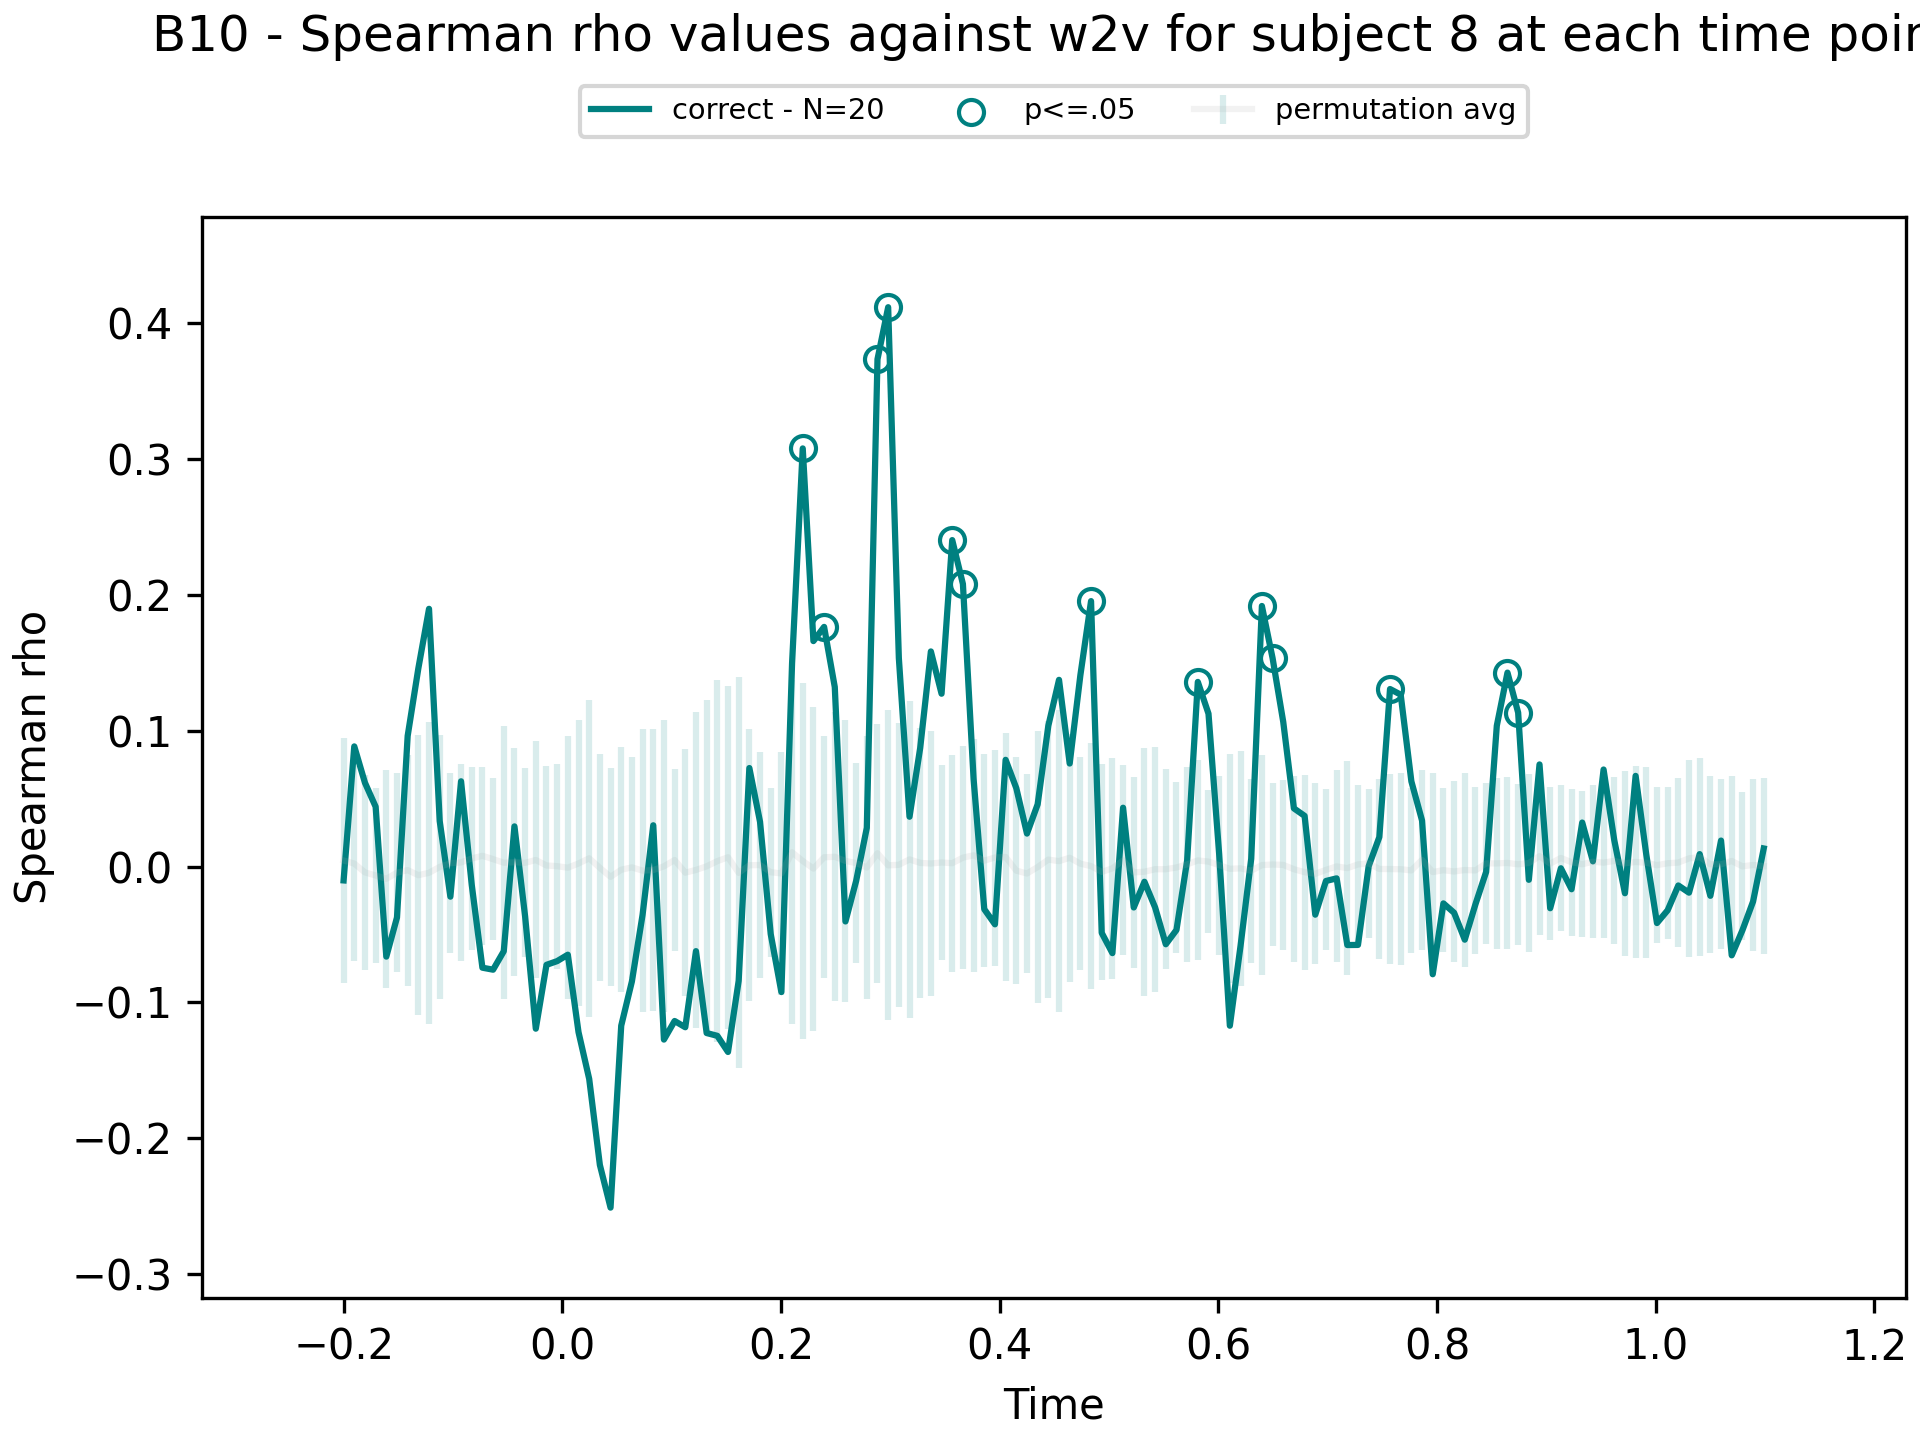 B10 - Spearman rho values against w2v for subject 8 at each time
correct - N=20 p<=.05 permutation avg
0.4
0.3
0.2
0.1
0.0
−0.1
−0.2
−0.3
Spearman rho
−0.2 0.0 0.2 0.4 0.6 0.8 1.0 1.2
Time